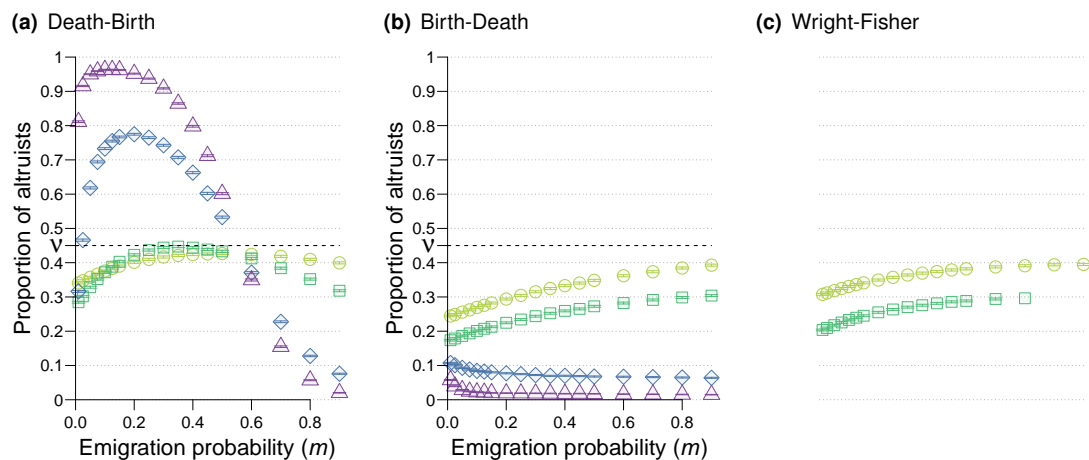 (a) Death-Birth
(b) Birth-Death
(c) Wright-Fisher
Proportion of altruists
1
0.9
0.8
0.7
0.6
0.5
ν
0.4
0.3
0.2
0.1
0
0.0 0.2 0.4 0.6 0.8
Emigration probability (m)
Proportion of altruists
1
0.9
0.8
0.7
0.6
0.5
ν
0.4
0.3
0.2
0.1
0
0.0 0.2 0.4 0.6 0.8
Emigration probability (m)